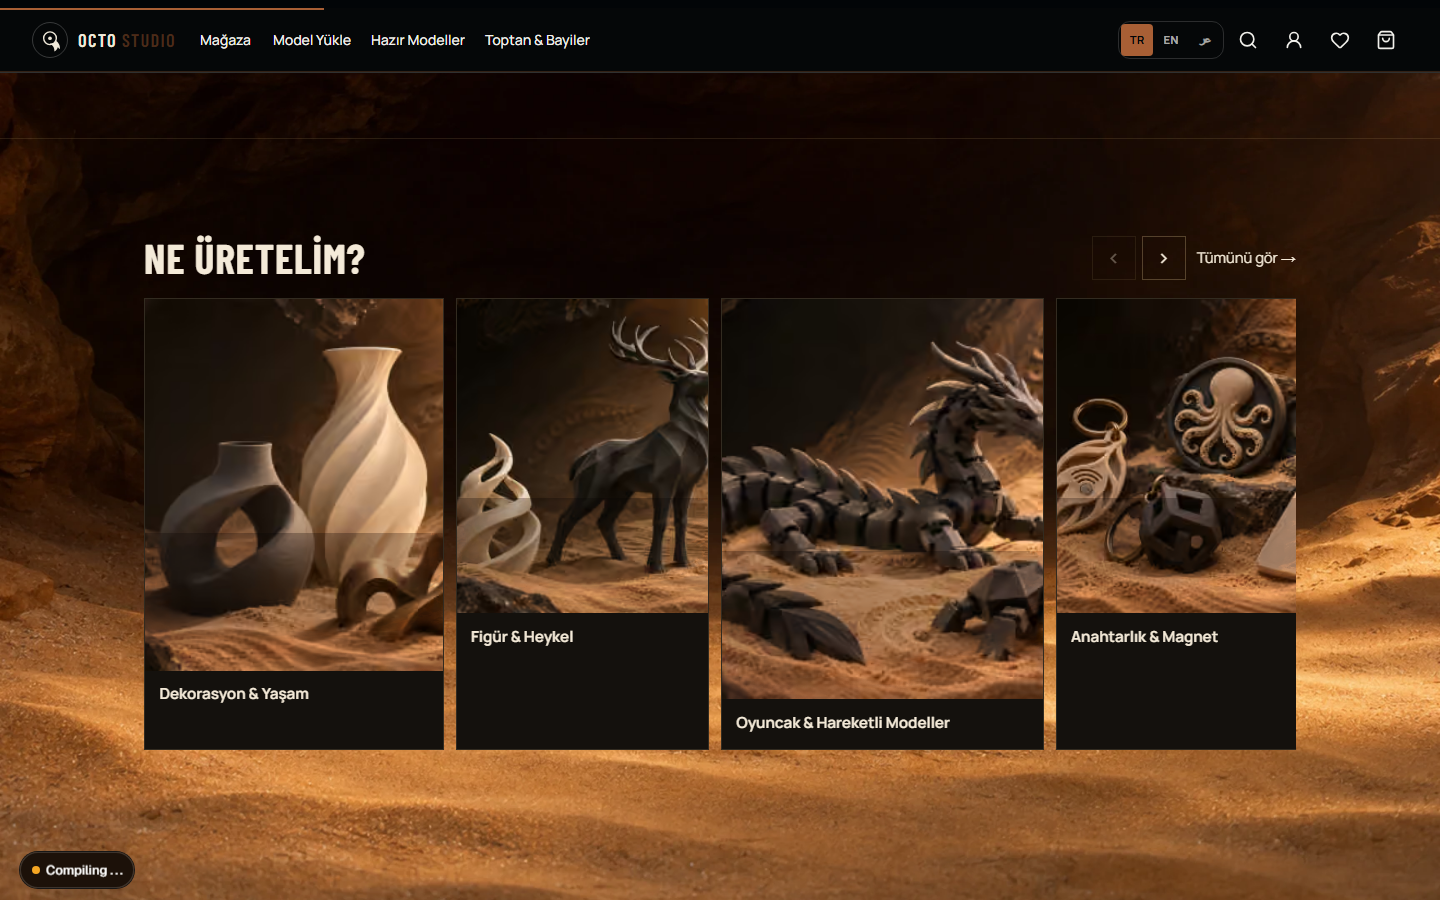 OCTO STUDIO
Mağaza
Model Yükle
Hazır Modeller
Toptan & Bayiler
TR
EN
عر
NE ÜRETELİM?
Tümünü gör →
Dekorasyon & Yaşam
Figür & Heykel
Oyuncak & Hareketli Modeller
Anahtarlık & Magnet
Compiling ...